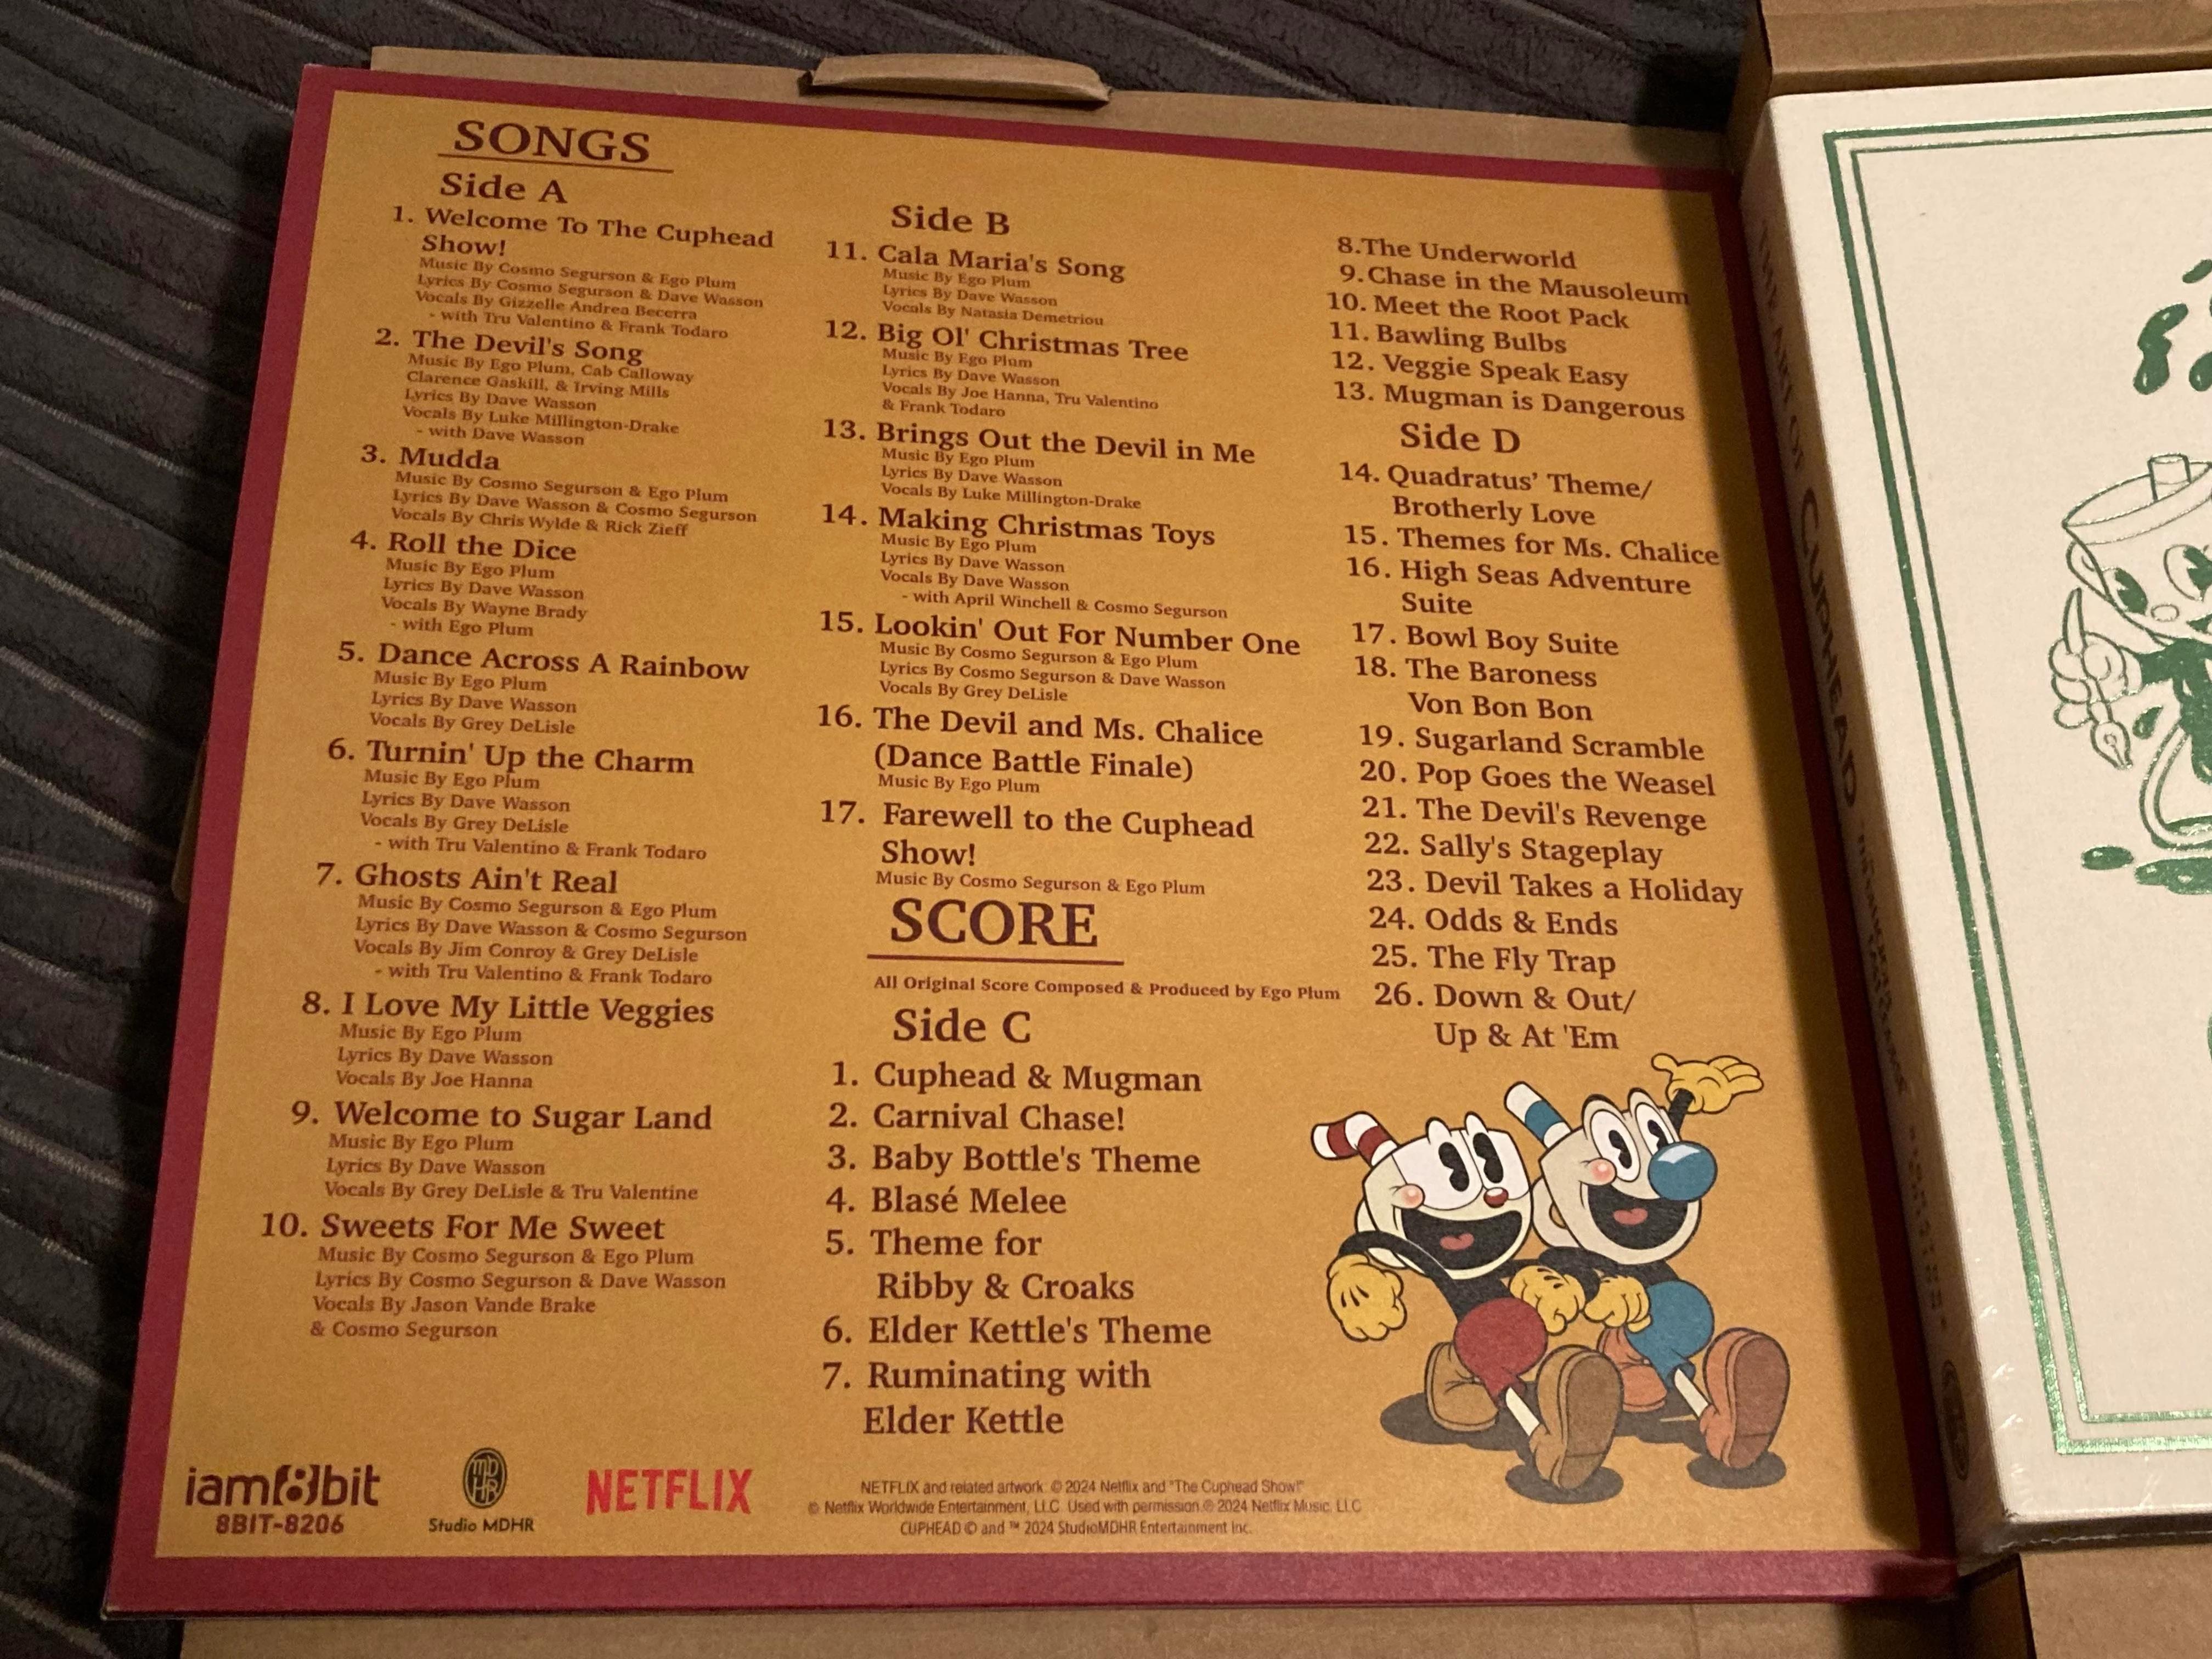 SONGS
Side A
1. Welcome To The Cuphead
Show!
Music By Cosmo Segurson & Ego Plum
Lyrics By Cosmo Segurson & Dave Wasson
Vocals By Gizzelle Andrea Becerra
- with Tru Valentino & Frank Todaro
2. The Devil's Song
Music By Ego Plum, Cab Calloway
Clarence Gaskill, & Irving Mills
Lyrics By Dave Wasson
Vocals By Luke Millington-Drake
- with Dave Wasson
3. Mudda
Music By Cosmo Segurson & Ego Plum
Lyrics By Dave Wasson & Cosmo Segurson
Vocals By Chris Wylde & Rick Zieff
4. Roll the Dice
Music By Ego Plum
Lyrics By Dave Wasson
Vocals By Wayne Brady
- with Ego Plum
5. Dance Across A Rainbow
Music By Ego Plum
Lyrics By Dave Wasson
Vocals By Grey DeLisle
6. Turnin' Up the Charm
Music By Ego Plum
Lyrics By Dave Wasson
Vocals By Grey DeLisle
- with Tru Valentino & Frank Todaro
7. Ghosts Ain't Real
Music By Cosmo Segurson & Ego Plum
Lyrics By Dave Wasson & Cosmo Segurson
Vocals By Jim Conroy & Grey DeLisle
- with Tru Valentino & Frank Todaro
8. I Love My Little Veggies
Music By Ego Plum
Lyrics By Dave Wasson
Vocals By Joe Hanna
9. Welcome to Sugar Land
Music By Ego Plum
Lyrics By Dave Wasson
Vocals By Grey DeLisle & Tru Valentine
10. Sweets For Me Sweet
Music By Cosmo Segurson & Ego Plum
Lyrics By Cosmo Segurson & Dave Wasson
Vocals By Jason Vande Brake
& Cosmo Segurson
Side B
11. Cala Maria's Song
Music By Ego Plum
Lyrics By Dave Wasson
Vocals By Natasia Demetriou
12. Big Ol' Christmas Tree
Music By Ego Plum
Lyrics By Dave Wasson
Vocals By Joe Hanna, Tru Valentino
& Frank Todaro
13. Brings Out the Devil in Me
Music By Ego Plum
Lyrics By Dave Wasson
Vocals By Luke Millington-Drake
14. Making Christmas Toys
Music By Ego Plum
Lyrics By Dave Wasson
Vocals By Dave Wasson
- with April Winchell & Cosmo Segurson
15. Lookin' Out For Number One
Music By Cosmo Segurson & Ego Plum
Lyrics By Cosmo Segurson & Dave Wasson
Vocals By Grey DeLisle
16. The Devil and Ms. Chalice
(Dance Battle Finale)
Music By Ego Plum
17. Farewell to the Cuphead
Show!
Music By Cosmo Segurson & Ego Plum
SCORE
All Original Score Composed & Produced by Ego Plum
Side C
1. Cuphead & Mugman
2. Carnival Chase!
3. Baby Bottle's Theme
4. Blasé Melee
5. Theme for
Ribby & Croaks
6. Elder Kettle's Theme
7. Ruminating with
Elder Kettle
8.The Underworld
9.Chase in the Mausoleum
10. Meet the Root Pack
11. Bawling Bulbs
12. Veggie Speak Easy
13. Mugman is Dangerous
Side D
14. Quadratus' Theme/
Brotherly Love
15. Themes for Ms. Chalice
16. High Seas Adventure
Suite
17. Bowl Boy Suite
18. The Baroness
Von Bon Bon
19. Sugarland Scramble
20. Pop Goes the Weasel
21. The Devil's Revenge
22. Sally's Stageplay
23. Devil Takes a Holiday
24. Odds & Ends
25. The Fly Trap
26. Down & Out/
Up & At 'Em
iam8bit
8BIT-8206
MDHR
Studio MDHR
NETFLIX
NETFLIX and related artwork: © 2024 Netflix and "The Cuphead Show!"
© Netflix Worldwide Entertainment, LLC. Used with permission.℗ 2024 Netflix Music, LLC
CUPHEAD © and ™ 2024 StudioMDHR Entertainment Inc.
THE ART OF CUPHEAD